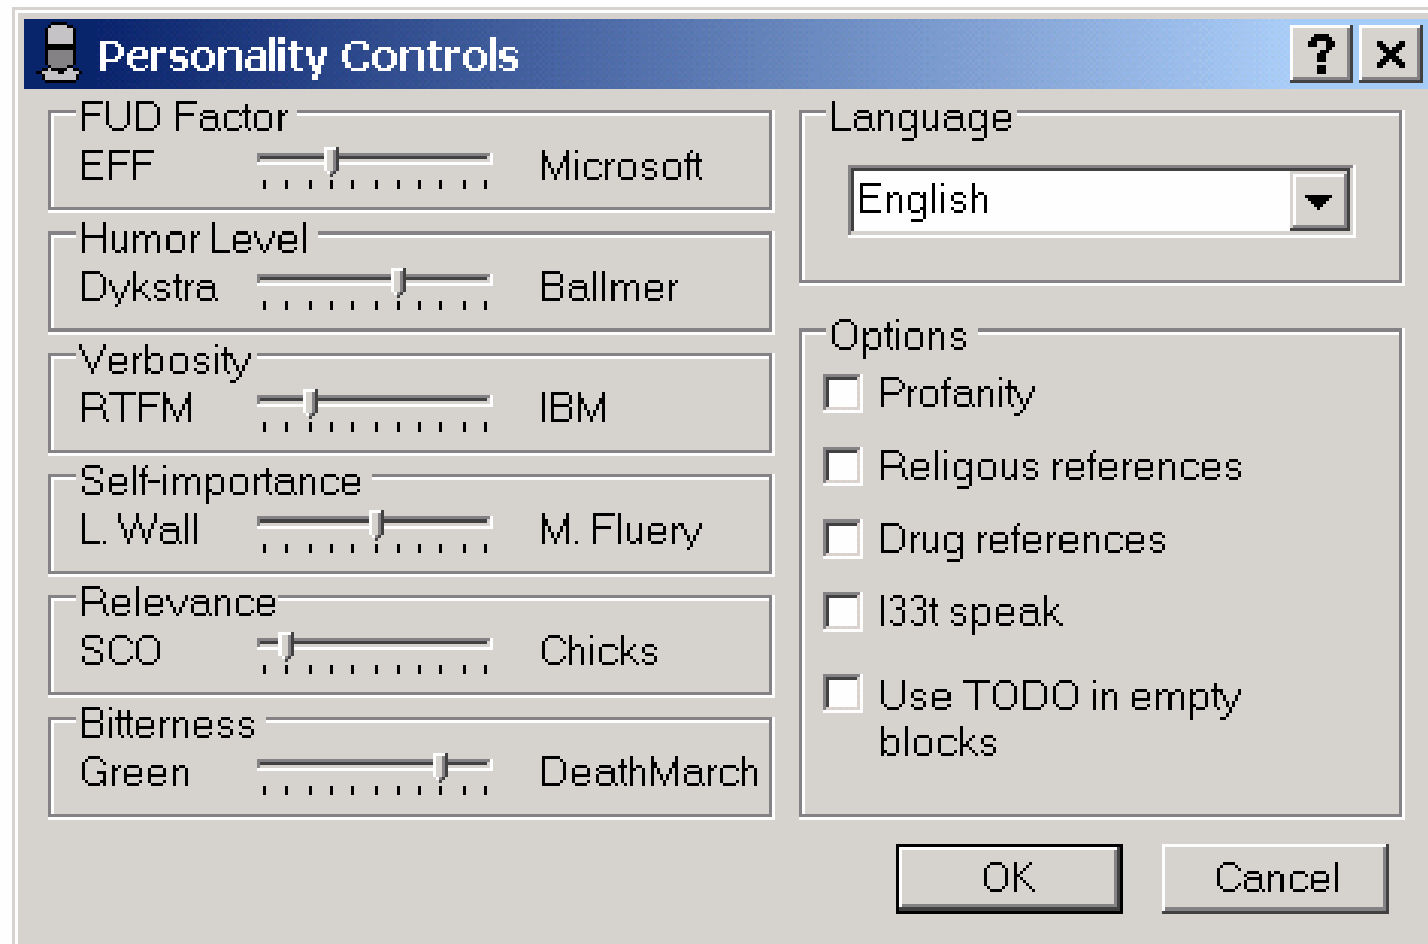 Personality Controls
FUD Factor
EFF Microsoft
Humor Level
Dykstra Ballmer
Verbosity
RTFM IBM
Self-importance
L. Wall M. Fluery
Relevance
SCO Chicks
Bitterness
Green DeathMarch
Language
English
Options
Profanity
Religous references
Drug references
l33t speak
Use TODO in empty
blocks
OK Cancel